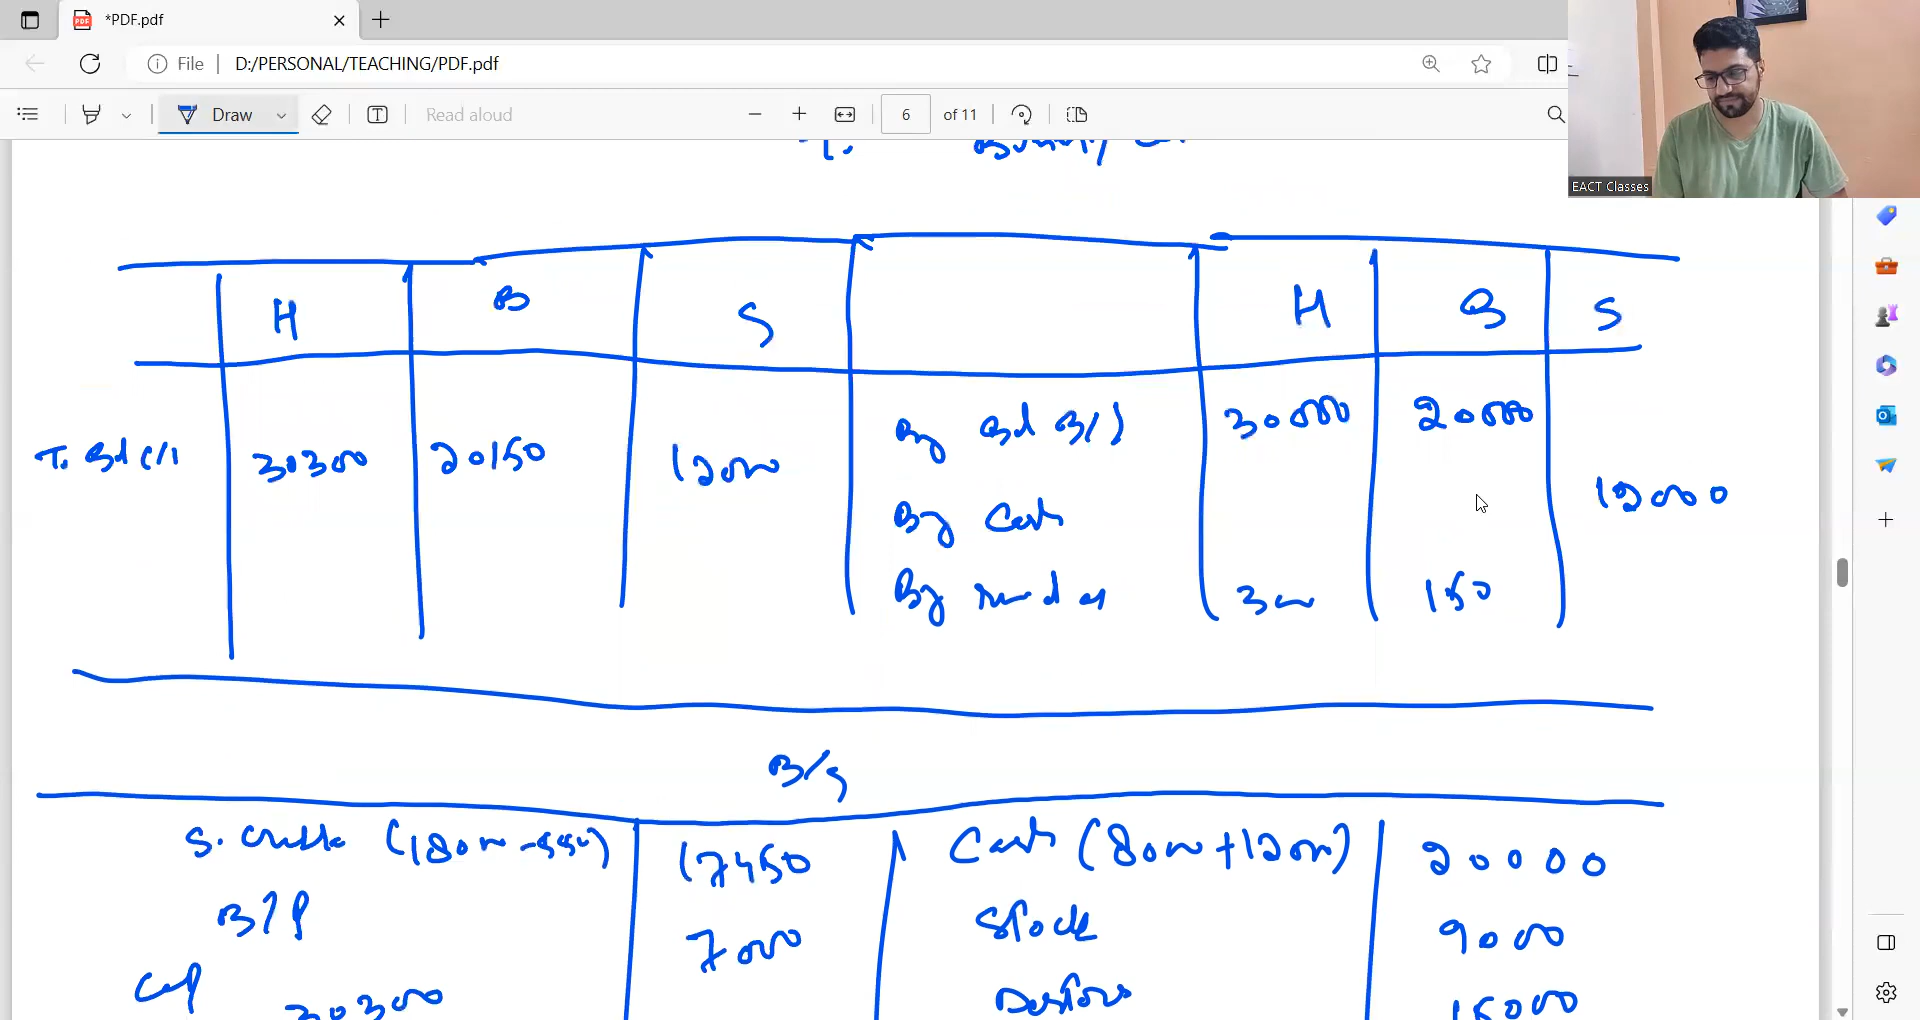 *PDF.pdf
File
D:/PERSONAL/TEACHING/PDF.pdf
Draw
Read aloud
6 of 11
EACT Classes
H B S H B S
To Bal c/d 30300 20150 12000 By Bal B/d 30000 20000
By Cash 12000
By 300 150
B/S
S. (18000-550) 17450 Cash (8000+12000) 20000
B/P 7000 Stock 9000
Cap 30300 Debtors 15000